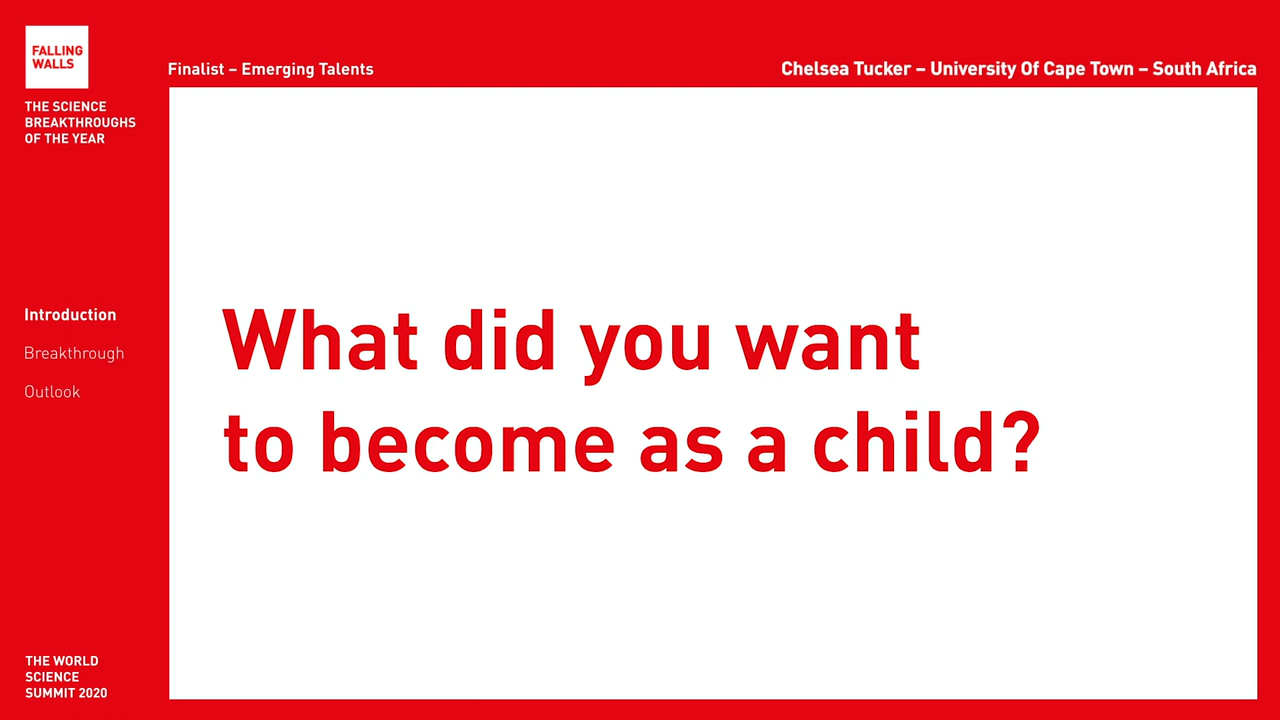 FALLING
WALLS
THE SCIENCE
BREAKTHROUGHS
OF THE YEAR
Finalist – Emerging Talents
Chelsea Tucker – University Of Cape Town – South Africa
Introduction
Breakthrough
Outlook
What did you want
to become as a child?
THE WORLD
SCIENCE
SUMMIT 2020